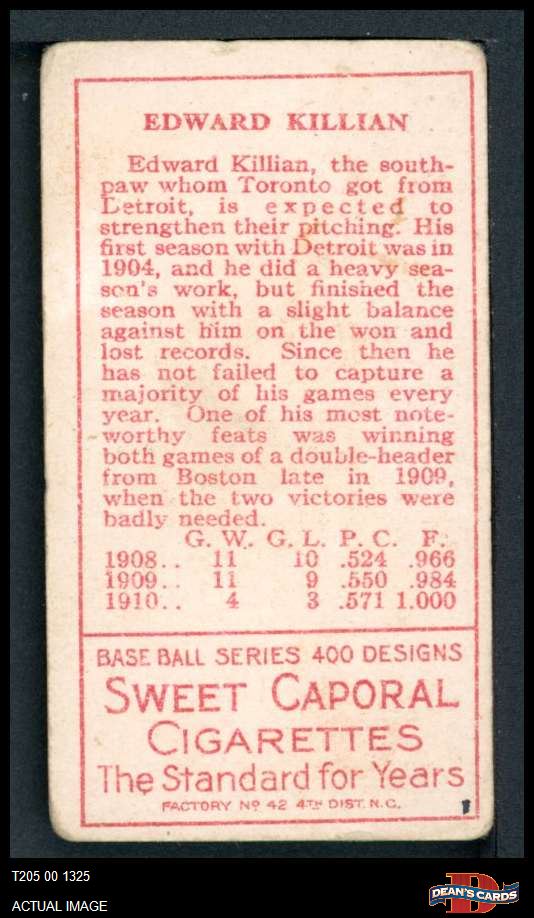 EDWARD KILLIAN
Edward Killian, the south-
paw whom Toronto got from
Detroit, is expected to
strengthen their pitching. His
first season with Detroit was in
1904, and he did a heavy sea-
son's work, but finished the
season with a slight balance
against him on the won and
lost records. Since then he
has not failed to capture a
majority of his games every
year. One of his most note-
worthy feats was winning
both games of a double-header
from Boston late in 1909,
when the two victories were
badly needed.
G. W. G. L. P. C. F.
1908.. 11 10 .524 .966
1909.. 11 9 .550 .984
1910.. 4 3 .571 1.000
BASE BALL SERIES 400 DESIGNS
SWEET CAPORAL
CIGARETTES
The Standard for Years
FACTORY No 42 4TH DIST. N.C.
T205 00 1325
ACTUAL IMAGE
D
DEAN'S CARDS